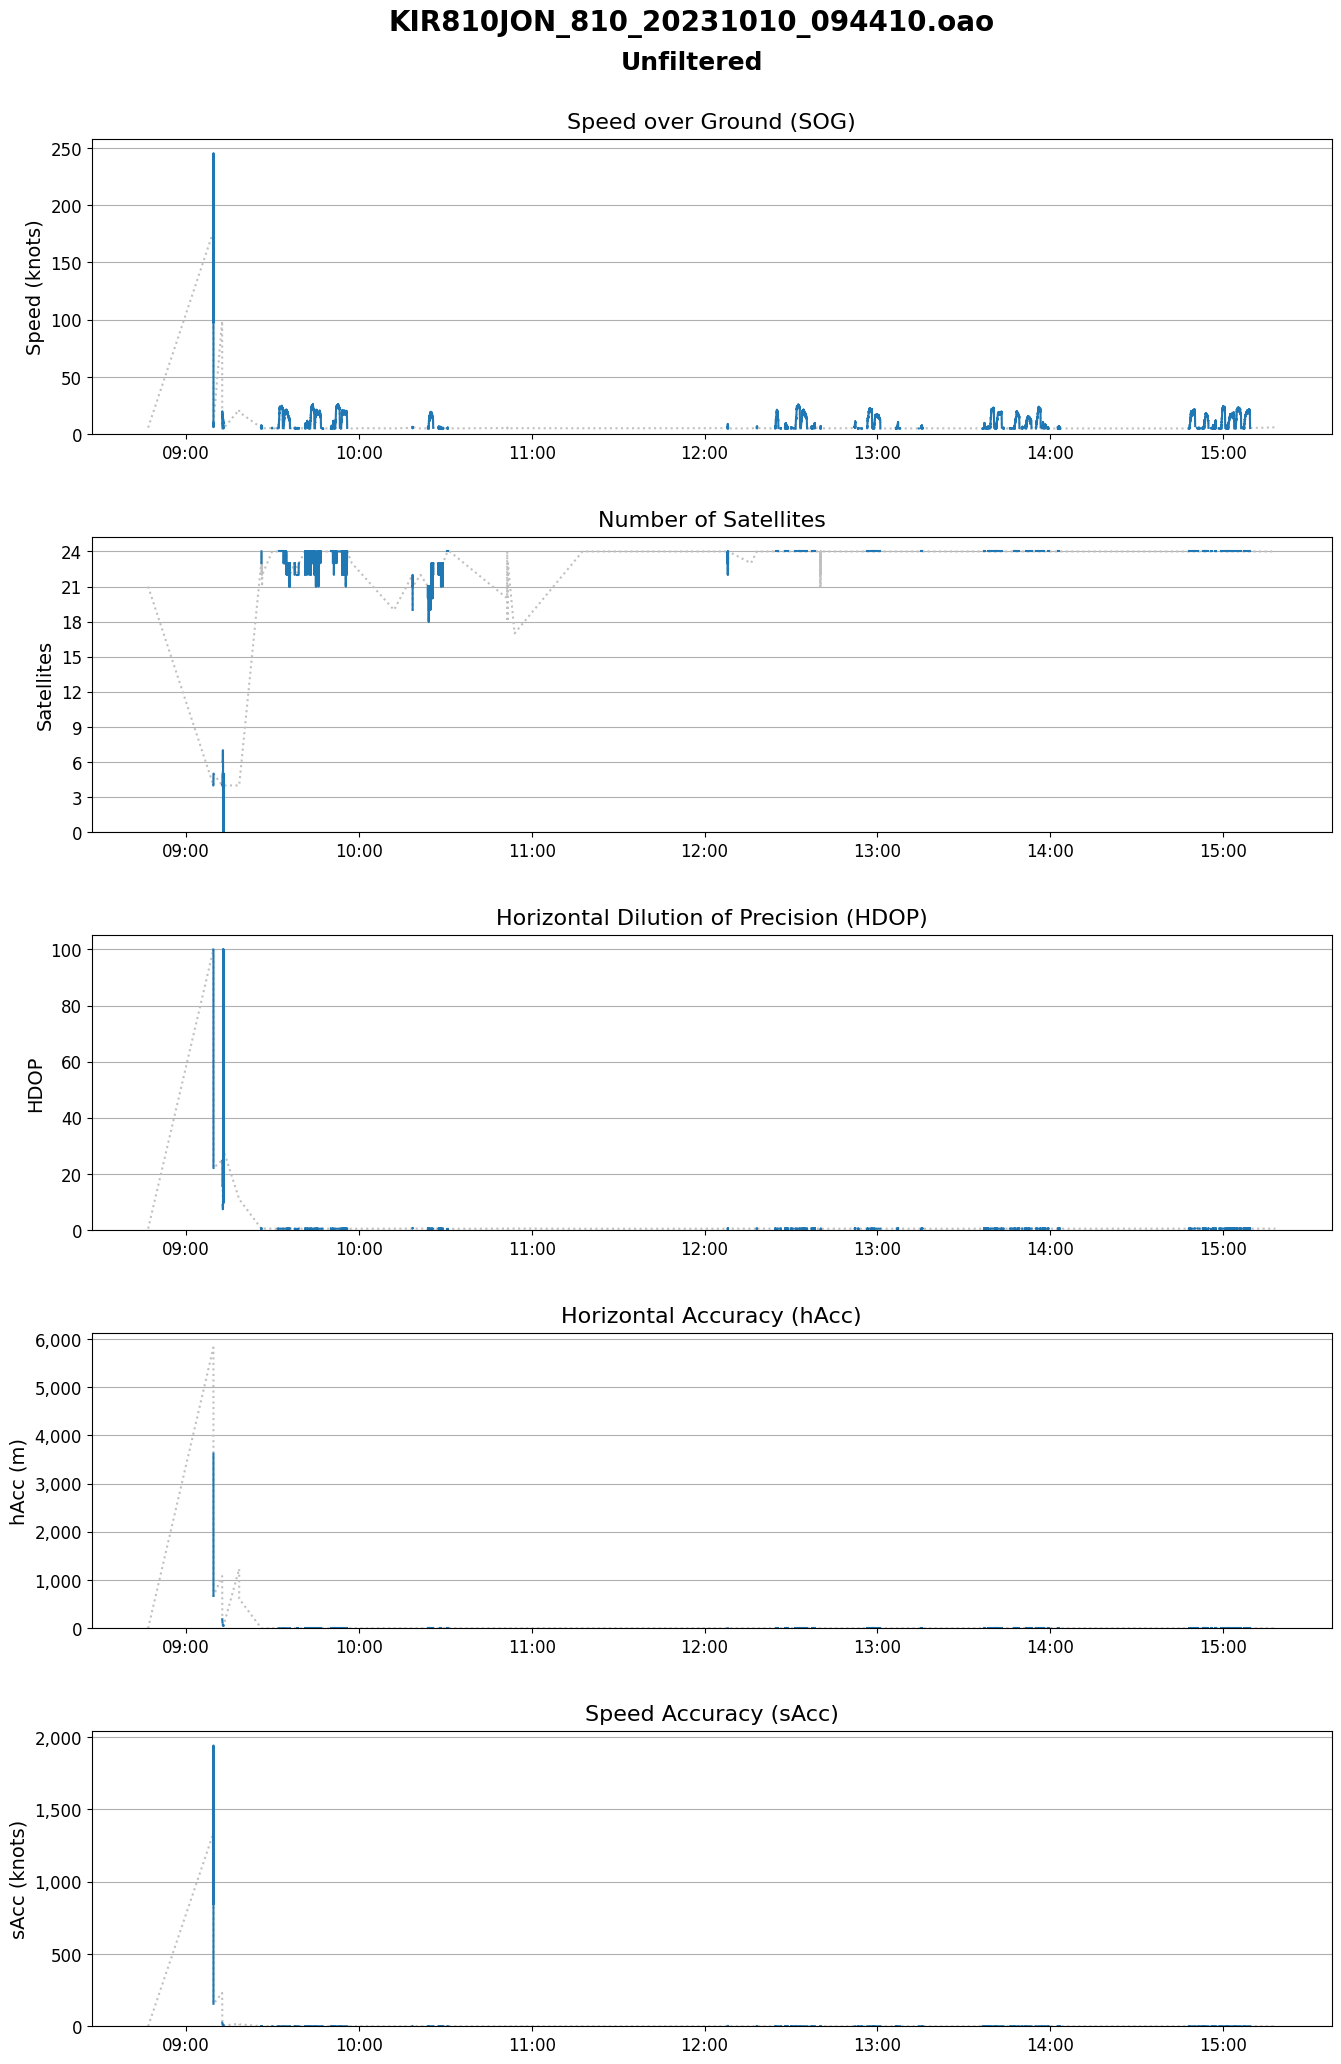 KIR810JON_810_20231010_094410.oao
Unfiltered
Speed over Ground (SOG)
Speed (knots)
250
200
150
100
50
0
09:00 10:00 11:00 12:00 13:00 14:00 15:00
Number of Satellites
Satellites
24
21
18
15
12
9
6
3
0
09:00 10:00 11:00 12:00 13:00 14:00 15:00
Horizontal Dilution of Precision (HDOP)
HDOP
100
80
60
40
20
0
09:00 10:00 11:00 12:00 13:00 14:00 15:00
Horizontal Accuracy (hAcc)
hAcc (m)
6,000
5,000
4,000
3,000
2,000
1,000
0
09:00 10:00 11:00 12:00 13:00 14:00 15:00
Speed Accuracy (sAcc)
sAcc (knots)
2,000
1,500
1,000
500
0
09:00 10:00 11:00 12:00 13:00 14:00 15:00